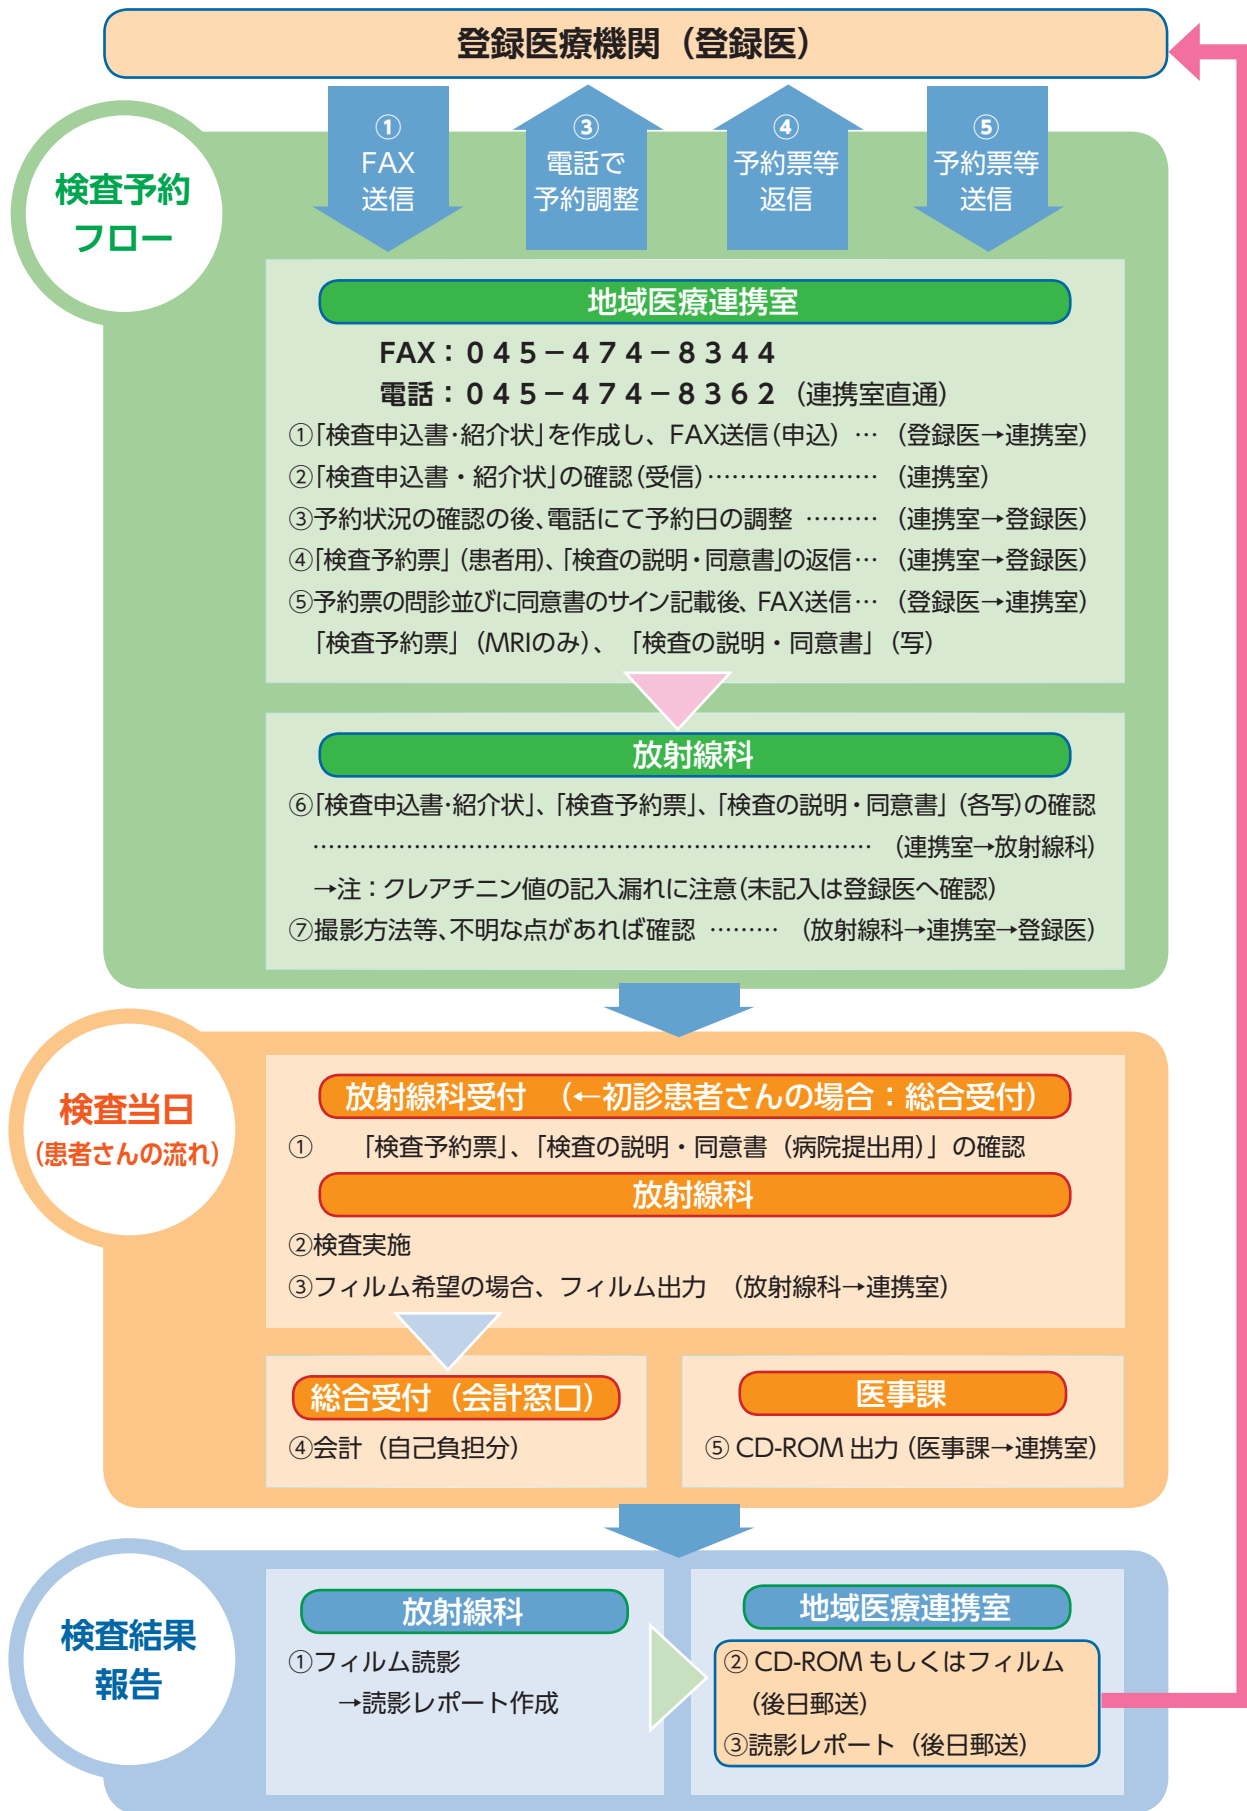 登録医療機関（登録医）
①
FAX
送信
③
電話で
予約調整
④
予約票等
返信
⑤
予約票等
送信
検査予約
フロー
地域医療連携室
FAX：０４５－４７４－８３４４
電話：０４５－４７４－８３６２（連携室直通）
①「検査申込書・紹介状」を作成し、FAX送信（申込）…（登録医→連携室）
②「検査申込書・紹介状」の確認（受信）…………………（連携室）
③予約状況の確認の後、電話にて予約日の調整 ………（連携室→登録医）
④「検査予約票」（患者用）、「検査の説明・同意書」の返信…（連携室→登録医）
⑤予約票の問診並びに同意書のサイン記載後、FAX送信…（登録医→連携室）
「検査予約票」（MRIのみ）、「検査の説明・同意書」（写）
放射線科
⑥「検査申込書・紹介状」、「検査予約票」、「検査の説明・同意書」（各写）の確認
………………………………………………………………（連携室→放射線科）
→注：クレアチニン値の記入漏れに注意（未記入は登録医へ確認）
⑦撮影方法等、不明な点があれば確認 ………（放射線科→連携室→登録医）
検査当日
（患者さんの流れ）
放射線科受付　（←初診患者さんの場合：総合受付）
①　「検査予約票」、「検査の説明・同意書（病院提出用）」の確認
放射線科
②検査実施
③フィルム希望の場合、フィルム出力　（放射線科→連携室）
総合受付（会計窓口）
④会計（自己負担分）
医事課
⑤ CD-ROM 出力（医事課→連携室）
検査結果
報告
放射線科
①フィルム読影
→読影レポート作成
地域医療連携室
② CD-ROM もしくはフィルム
（後日郵送）
③読影レポート（後日郵送）